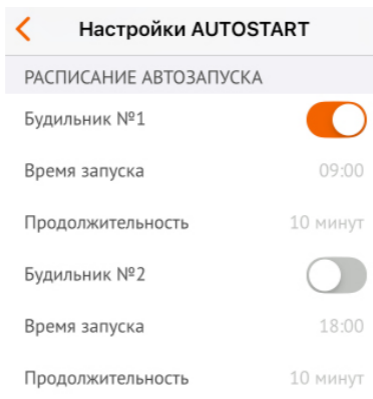 Настройки AUTOSTART
РАСПИСАНИЕ АВТОЗАПУСКА
Будильник №1
Время запуска 09:00
Продолжительность 10 минут
Будильник №2
Время запуска 18:00
Продолжительность 10 минут